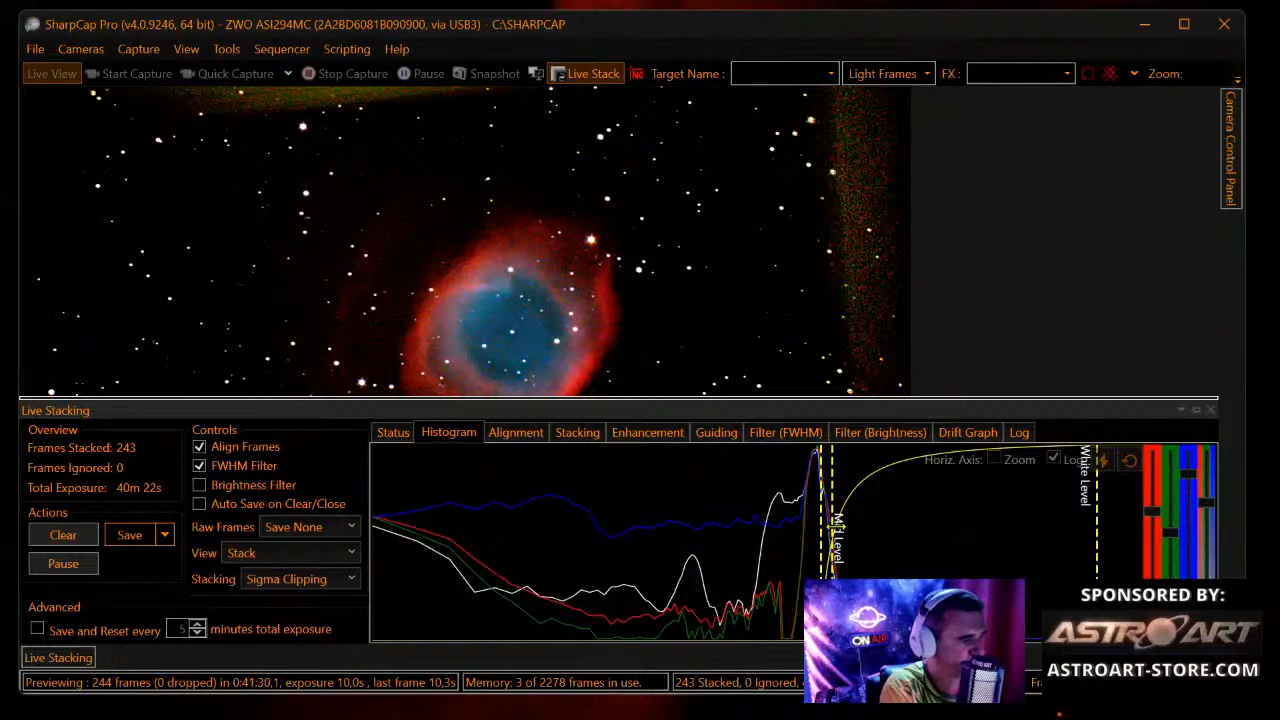 SharpCap Pro (v4.0.9246, 64 bit) - ZWO ASI294MC (2A2BD6081B090900, via USB3) - C:\SHARPCAP
File Cameras Capture View Tools Sequencer Scripting Help
Live View Start Capture Quick Capture Stop Capture Pause Snapshot Live Stack NC Target Name : Light Frames FX : Zoom:
Camera Control Panel
Live Stacking
Overview
Frames Stacked: 243
Frames Ignored: 0
Total Exposure: 40m 22s
Actions
Clear Save
Pause
Controls
Align Frames
FWHM Filter
Brightness Filter
Auto Save on Clear/Close
Raw Frames Save None
View Stack
Stacking Sigma Clipping
Advanced
Save and Reset every 5 minutes total exposure
Status Histogram Alignment Stacking Enhancement Guiding Filter (FWHM) Filter (Brightness) Drift Graph Log
Horiz. Axis: Zoom
White Level
Level
ON AIR
SPONSORED BY:
ASTROART
ASTROART-STORE.COM
Live Stacking
Previewing : 244 frames (0 dropped) in 0:41:30,1, exposure 10,0s , last frame 10,3s
Memory: 3 of 2278 frames in use.
243 Stacked, 0 Ignored,